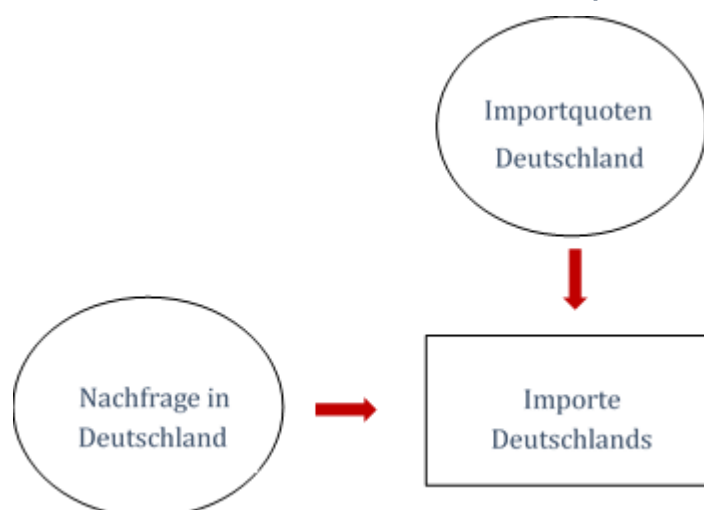 Importquoten
Deutschland
Nachfrage in
Deutschland
Importe
Deutschlands